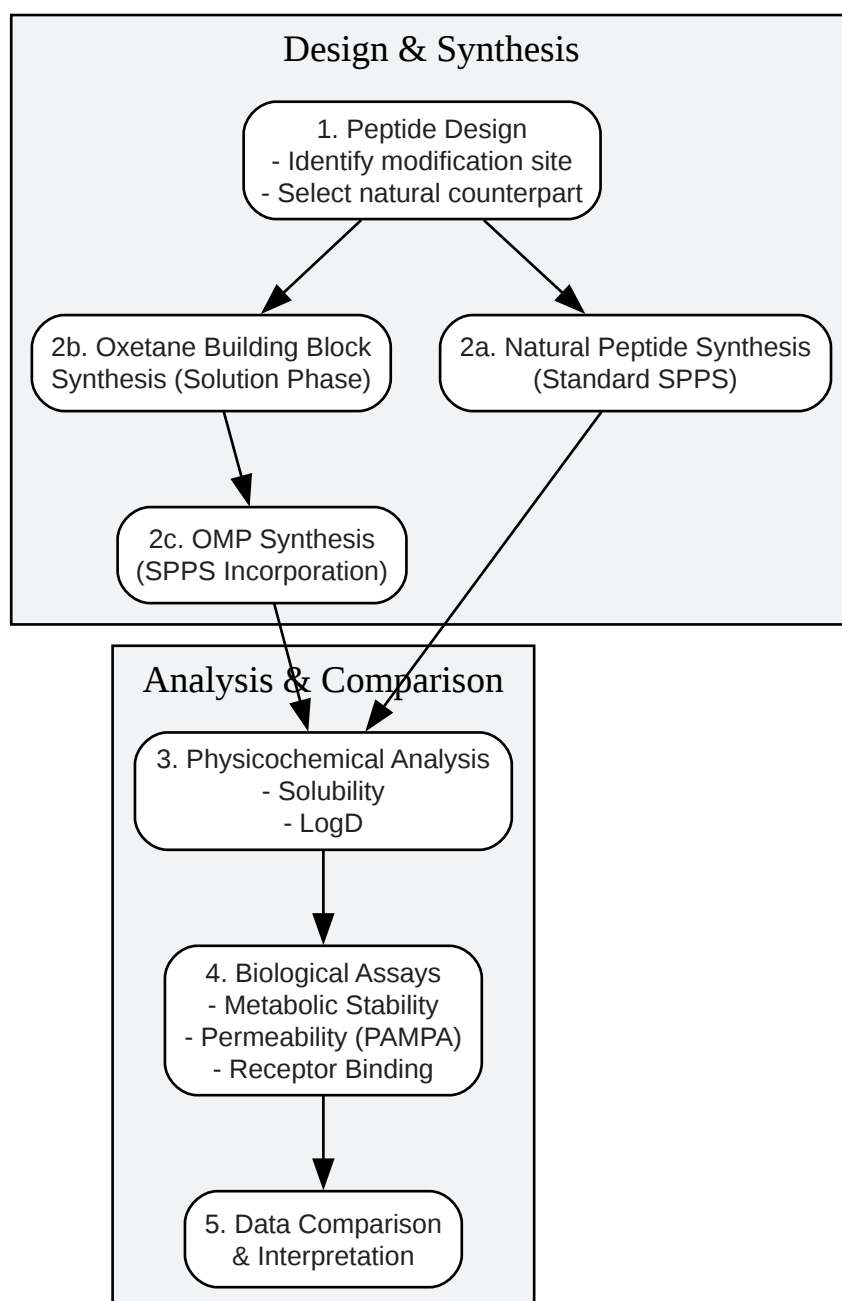 Design & Synthesis
1. Peptide Design
- Identify modification site
- Select natural counterpart
2b. Oxetane Building Block
Synthesis (Solution Phase)
2a. Natural Peptide Synthesis
(Standard SPPS)
2c. OMP Synthesis
(SPPS Incorporation)
Analysis & Comparison
3. Physicochemical Analysis
- Solubility
- LogD
4. Biological Assays
- Metabolic Stability
- Permeability (PAMPA)
- Receptor Binding
5. Data Comparison
& Interpretation